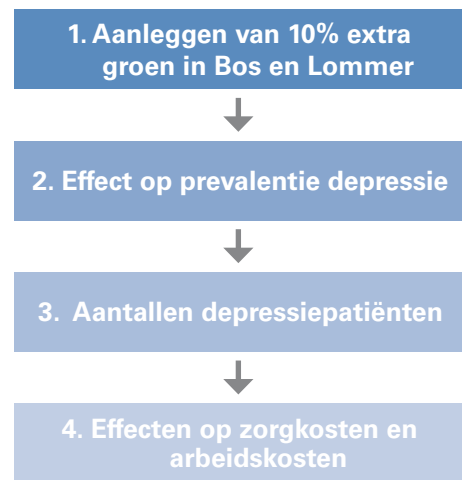 1. Aanleggen van 10% extra
groen in Bos en Lommer
2. Effect op prevalentie depressie
3. Aantallen depressiepatiënten
4. Effecten op zorgkosten en
arbeidskosten